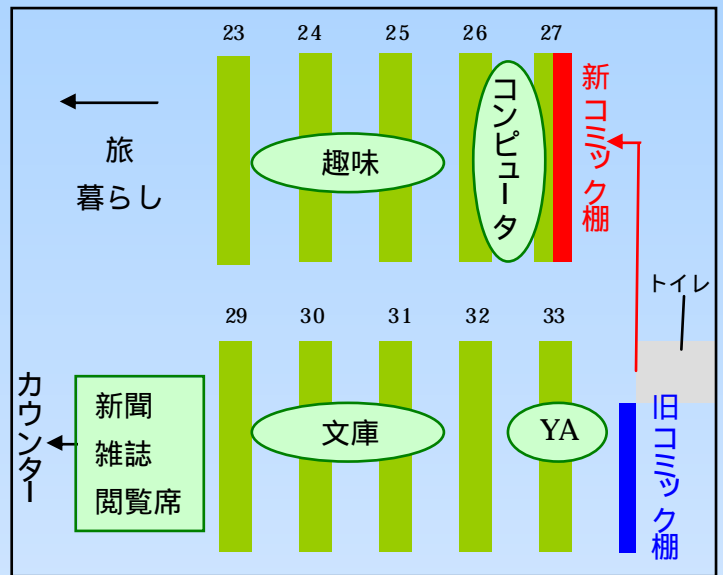 23 24 25 26 27
旅
暮らし
趣味
コンピュータ
新コミック棚
トイレ
29 30 31 32 33
カウンター
新聞
雑誌
閲覧席
文庫
YA
旧コミック棚